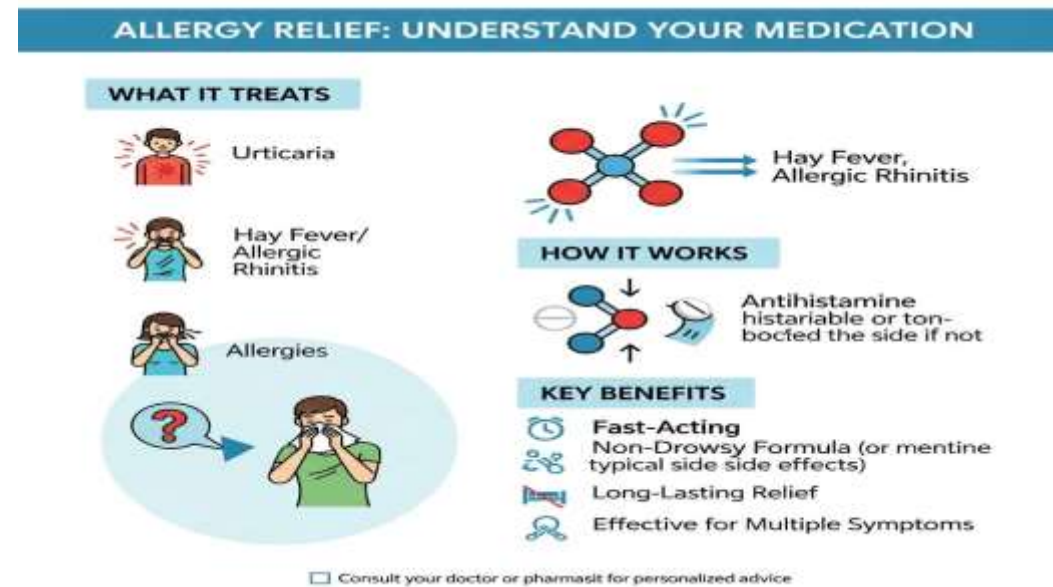 ALLERGY RELIEF: UNDERSTAND YOUR MEDICATION
WHAT IT TREATS
Urticaria
Hay Fever/
Allergic
Rhinitis
Allergies
?
Hay Fever,
Allergic Rhinitis
HOW IT WORKS
Antihistamine
histariable or ton-
bocfed the side if not
KEY BENEFITS
Fast-Acting
Non-Drowsy Formula (or mentine
typical side side effects)
Long-Lasting Relief
Effective for Multiple Symptoms
Consult your doctor or pharmasit for personalized advice